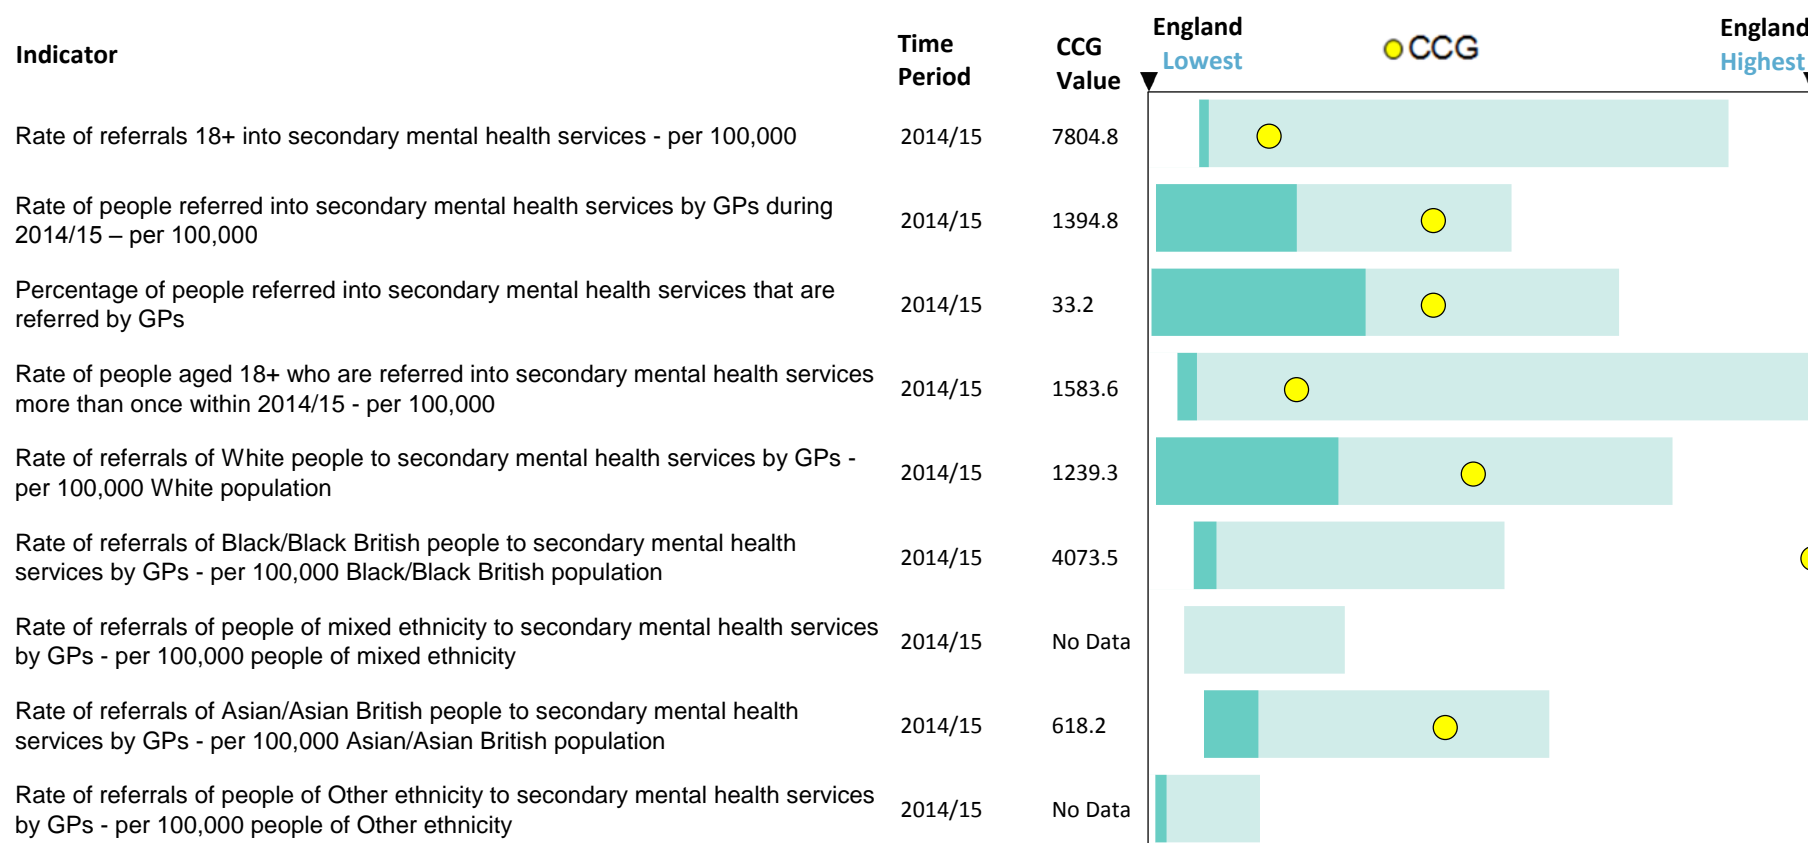 Indicator
Time
Period
CCG
Value
England
Lowest
CCG
England
Highest
Rate of referrals 18+ into secondary mental health services - per 100,000
2014/15
7804.8
Rate of people referred into secondary mental health services by GPs during
2014/15 – per 100,000
2014/15
1394.8
Percentage of people referred into secondary mental health services that are
referred by GPs
2014/15
33.2
Rate of people aged 18+ who are referred into secondary mental health services
more than once within 2014/15 - per 100,000
2014/15
1583.6
Rate of referrals of White people to secondary mental health services by GPs -
per 100,000 White population
2014/15
1239.3
Rate of referrals of Black/Black British people to secondary mental health
services by GPs - per 100,000 Black/Black British population
2014/15
4073.5
Rate of referrals of people of mixed ethnicity to secondary mental health services
by GPs - per 100,000 people of mixed ethnicity
2014/15
No Data
Rate of referrals of Asian/Asian British people to secondary mental health
services by GPs - per 100,000 Asian/Asian British population
2014/15
618.2
Rate of referrals of people of Other ethnicity to secondary mental health services
by GPs - per 100,000 people of Other ethnicity
2014/15
No Data